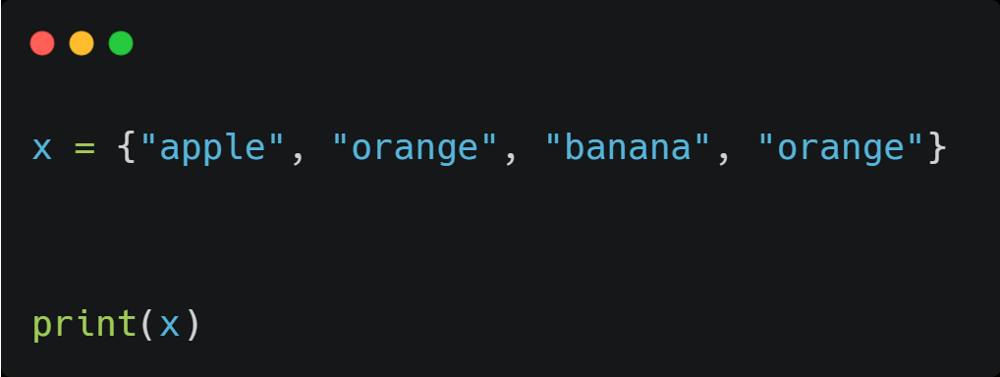 x = {"apple", "orange", "banana", "orange"}
print(x)